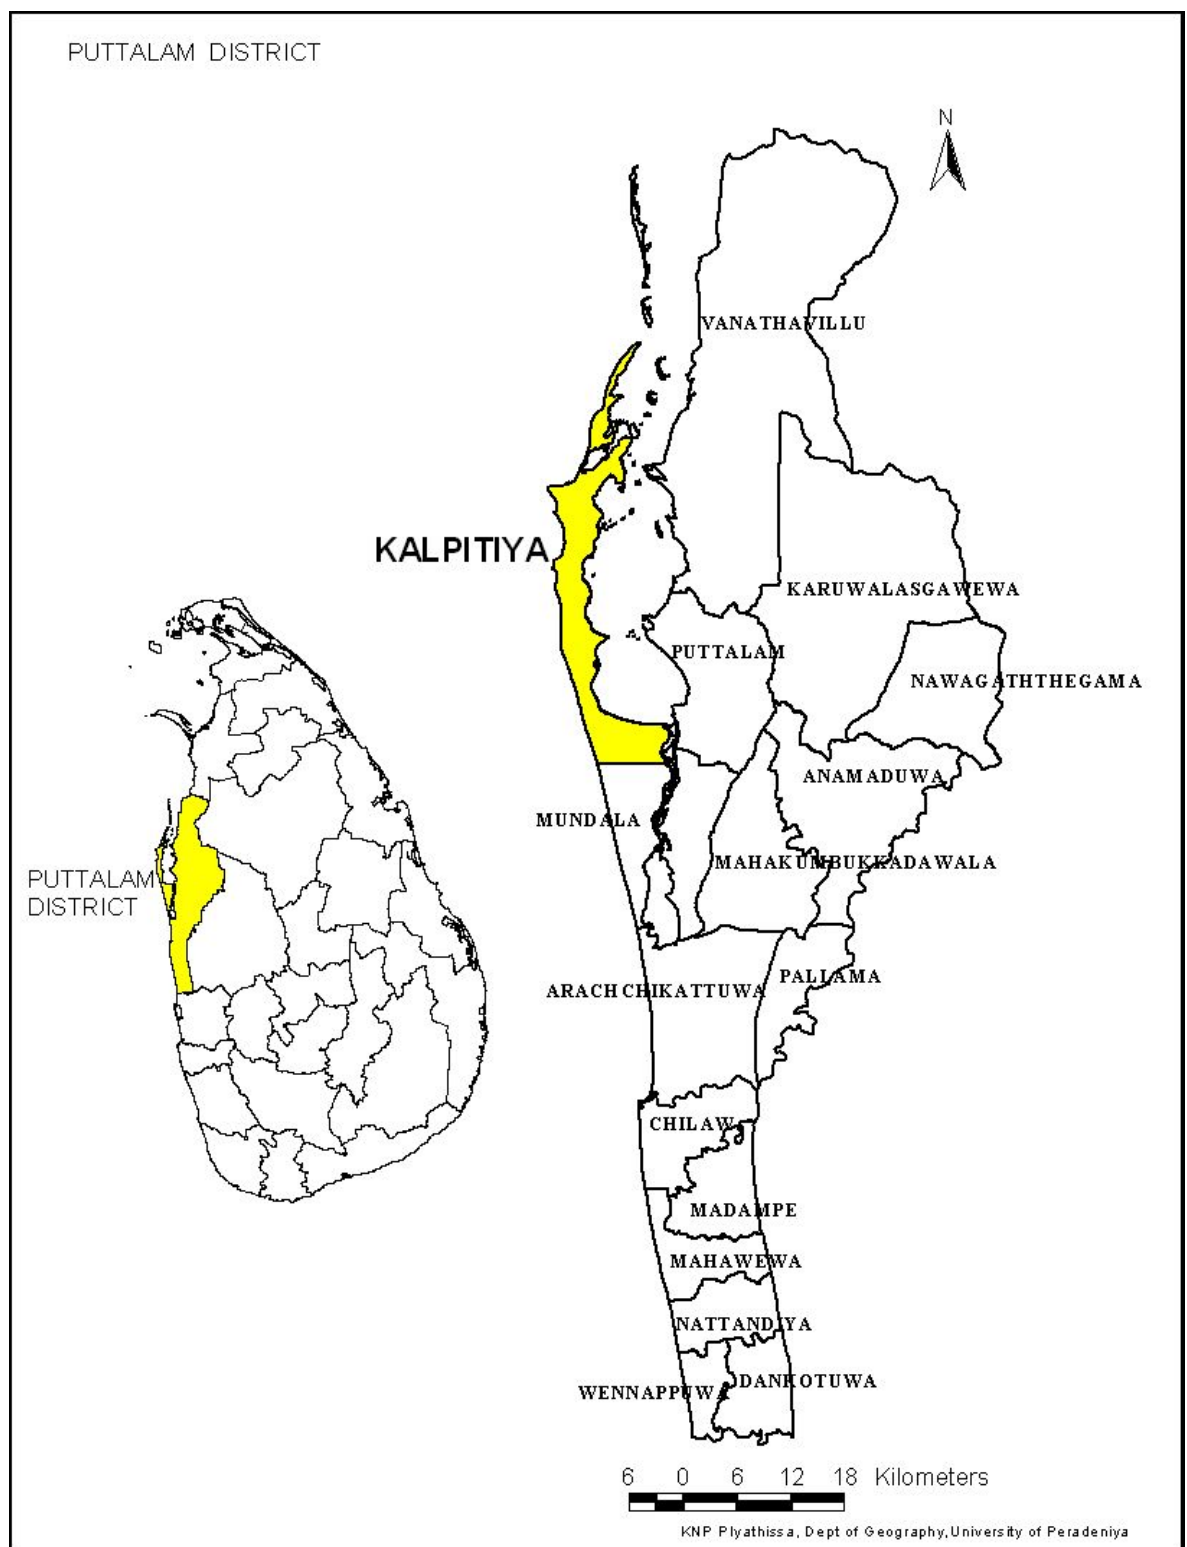 PUTTALAM DISTRICT
N
VANATHAVILLU
KALPITIYA
KARUWALASGAWEWA
PUTTALAM
NAWAGATHTHEGAMA
ANAMADUWA
MUNDALA
MAHAKUMBUKKADAWALA
PUTTALAM
DISTRICT
PALLAMA
ARACHCHIKATTUWA
CHILAW
MADAMPE
MAHAWEWA
NATTANDIYA
DANKOTUWA
WENNAPPUWA
6 0 6 12 18 Kilometers
KNP Plyathissa, Dept of Geography,University of Peradeniya